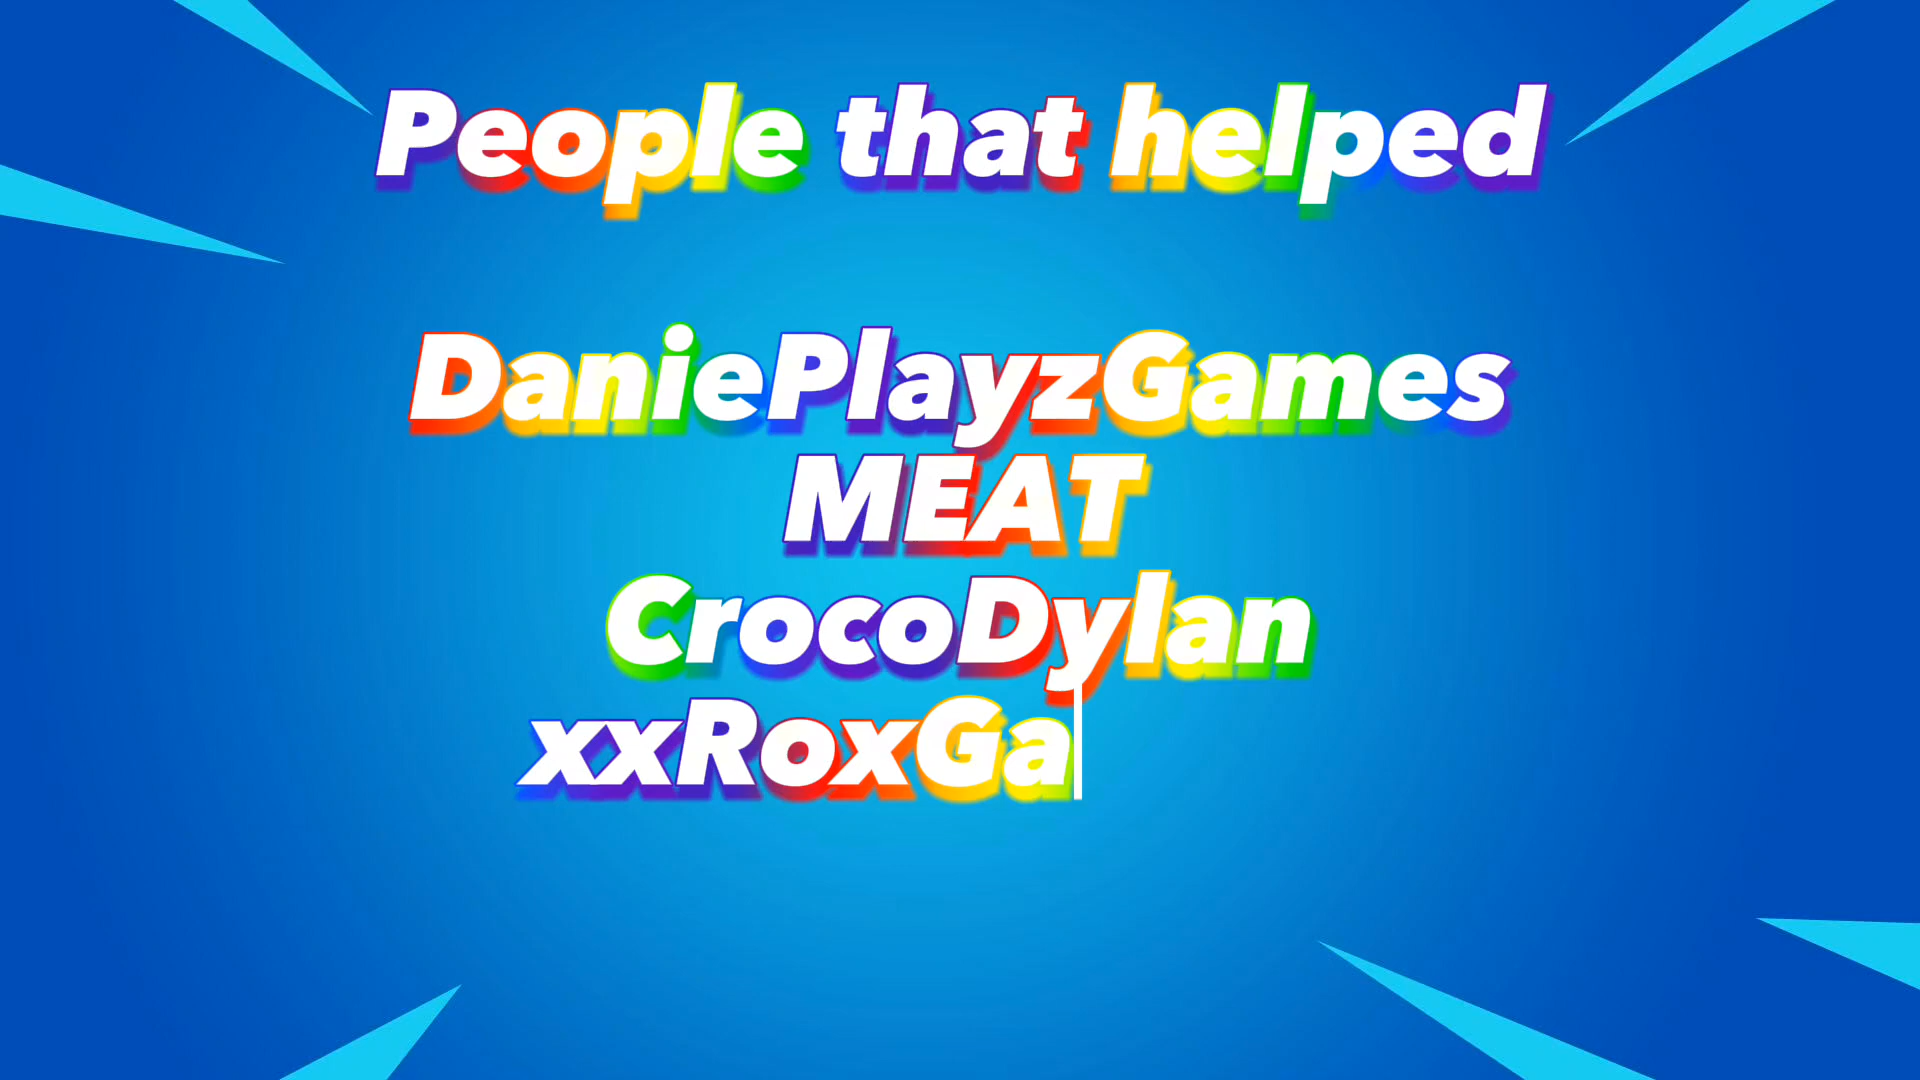 People that helped
DaniePlayzGames
MEAT
CrocoDylan
xxRoxGa